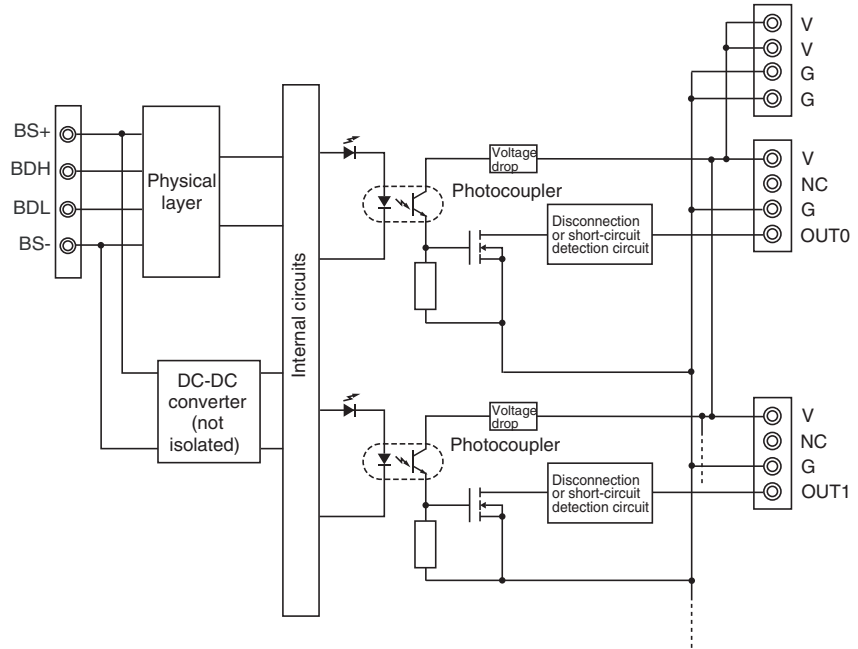 V
V
G
G
BS+
BDH
BDL
BS-
Physical
layer
Internal circuits
DC-DC
converter
(not
isolated)
Voltage
drop
Photocoupler
Disconnection
or short-circuit
detection circuit
V
NC
G
OUT0
Voltage
drop
Photocoupler
Disconnection
or short-circuit
detection circuit
V
NC
G
OUT1